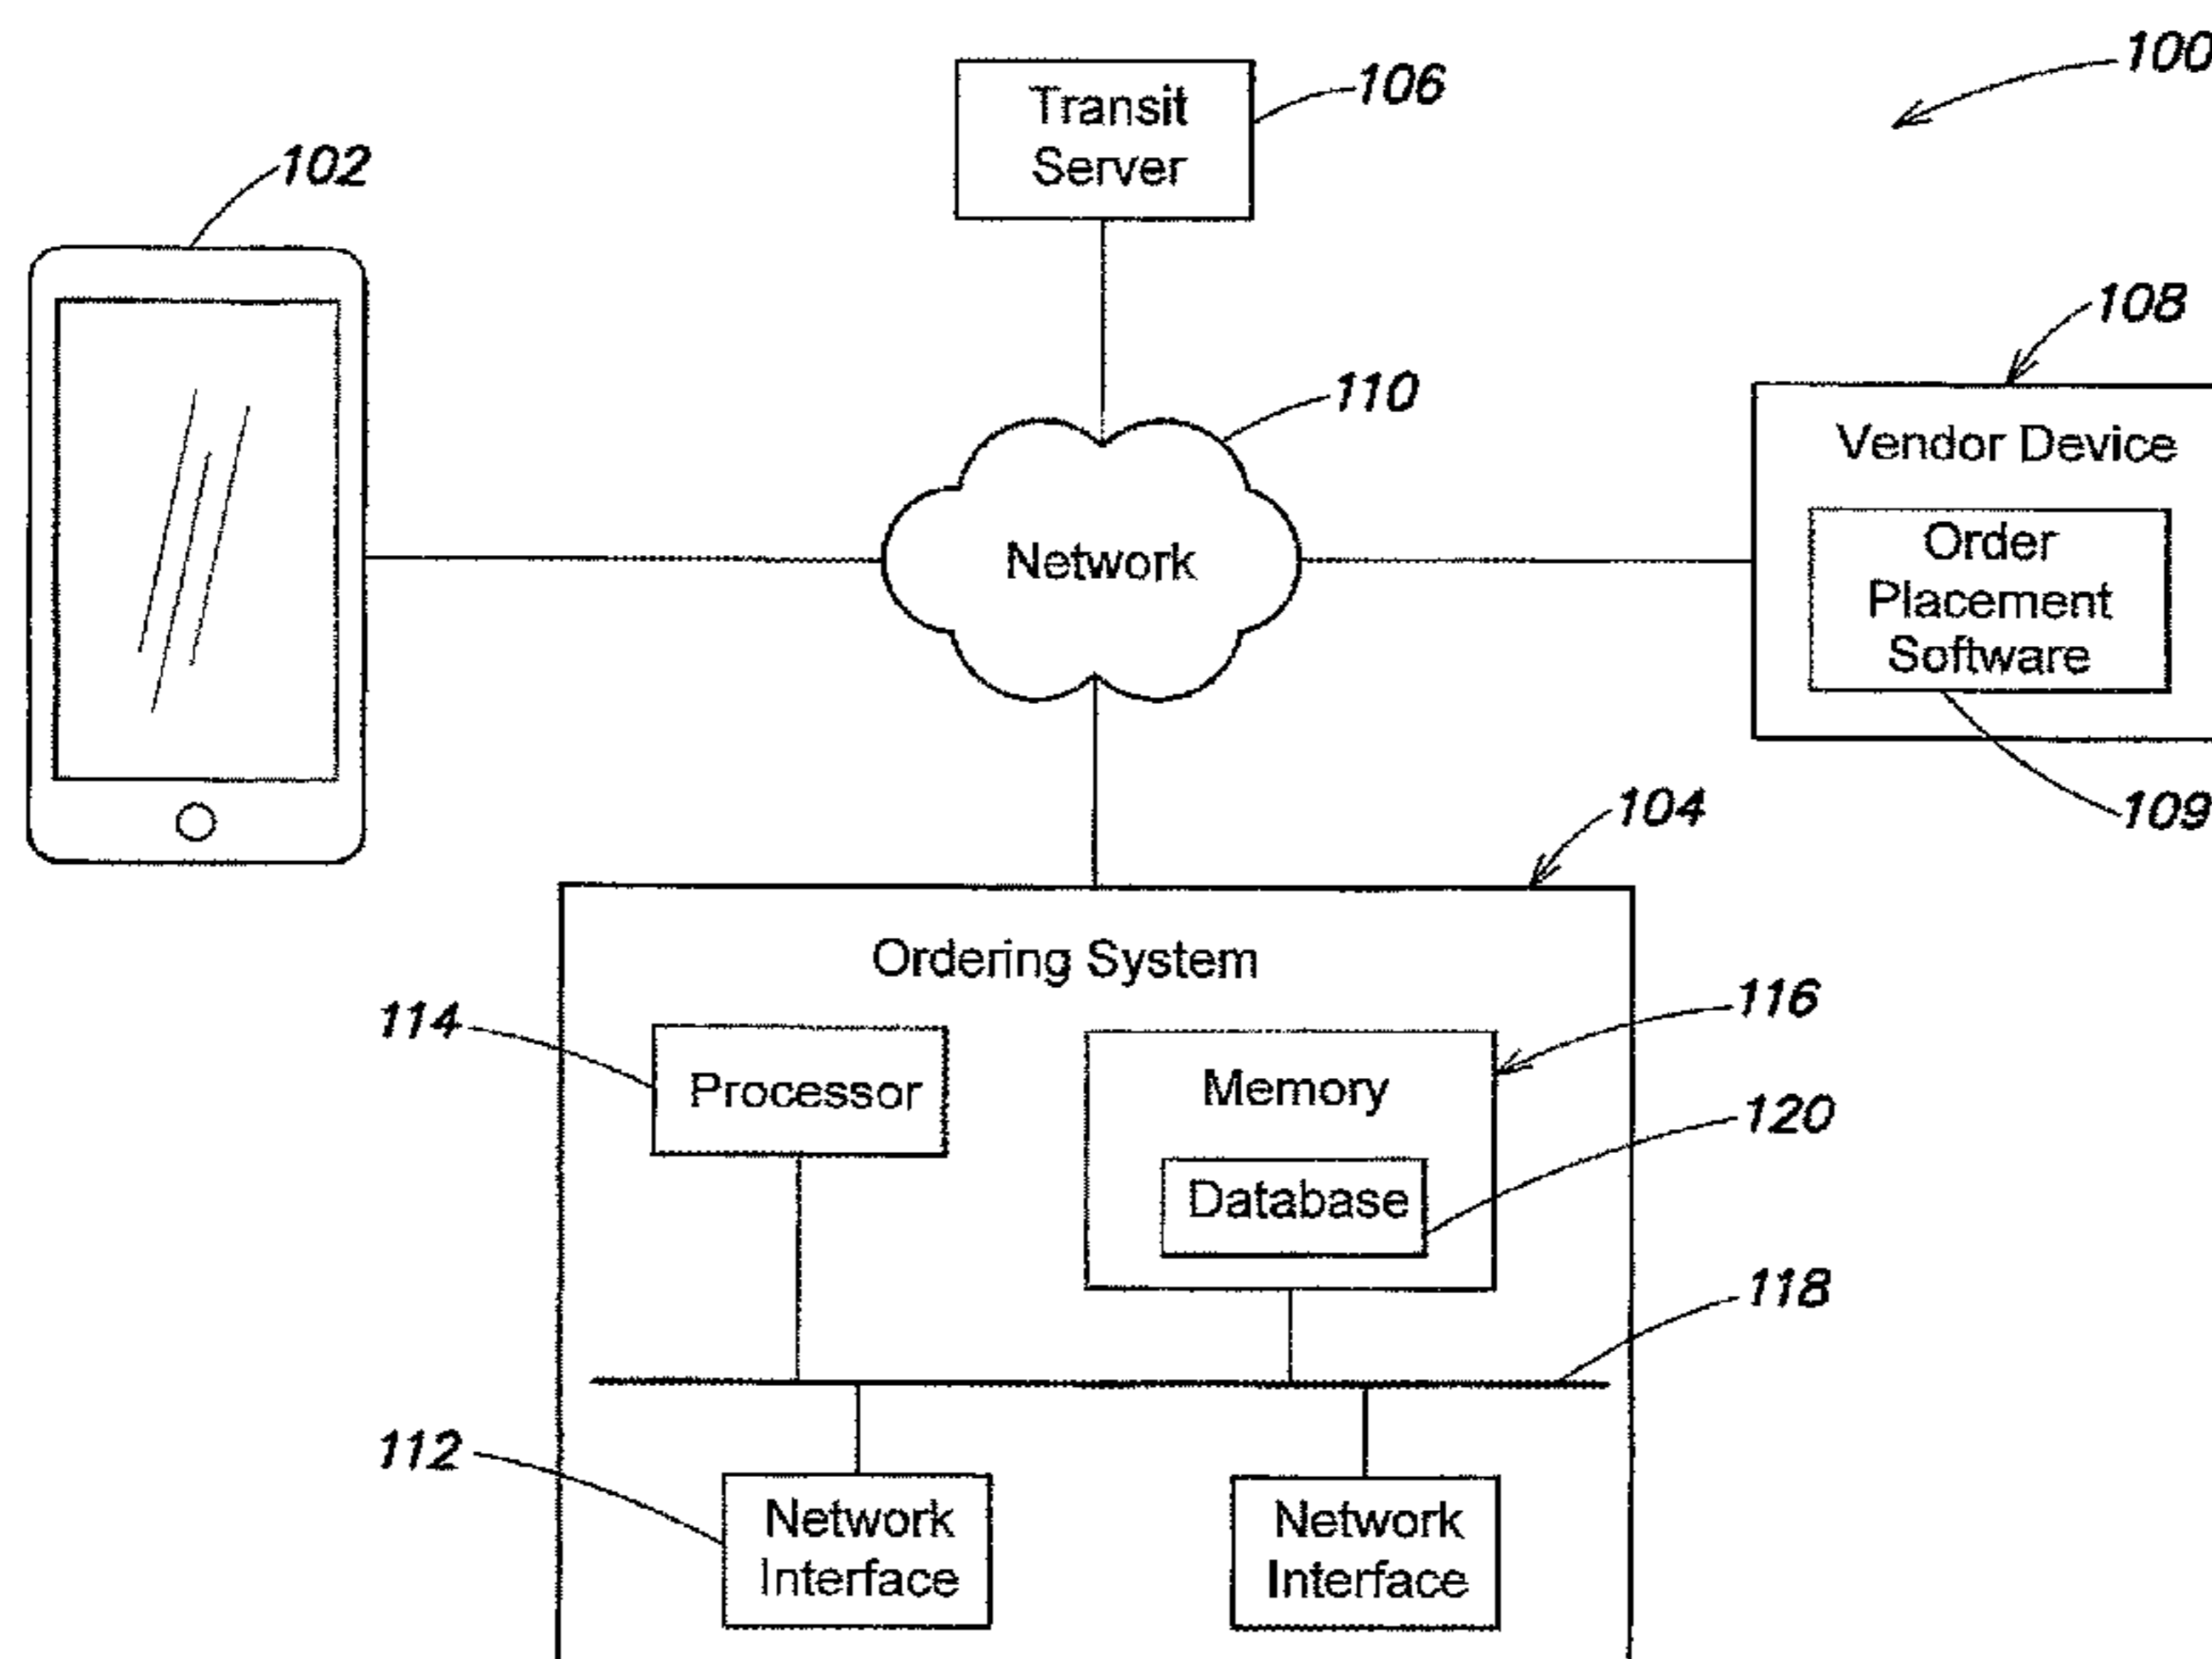 100
Transit
Server
106
102
108
110
Vendor Device
Network
Order
Placement
Software
109
104
Ordering System
114
Processor
116
Memory
120
Database
118
112
Network
Interface
Network
Interface